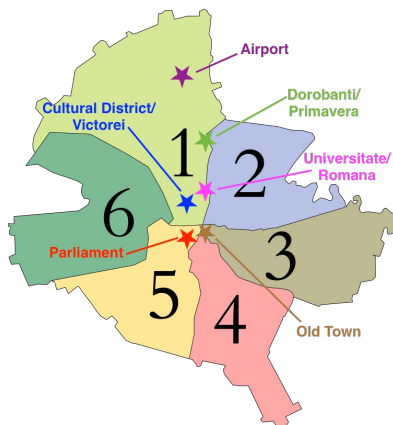 Airport
Dorobanti/
Primavera
Cultural District/
Victorei
1
2
Universitate/
Romana
6
Parliament
3
5
4
Old Town